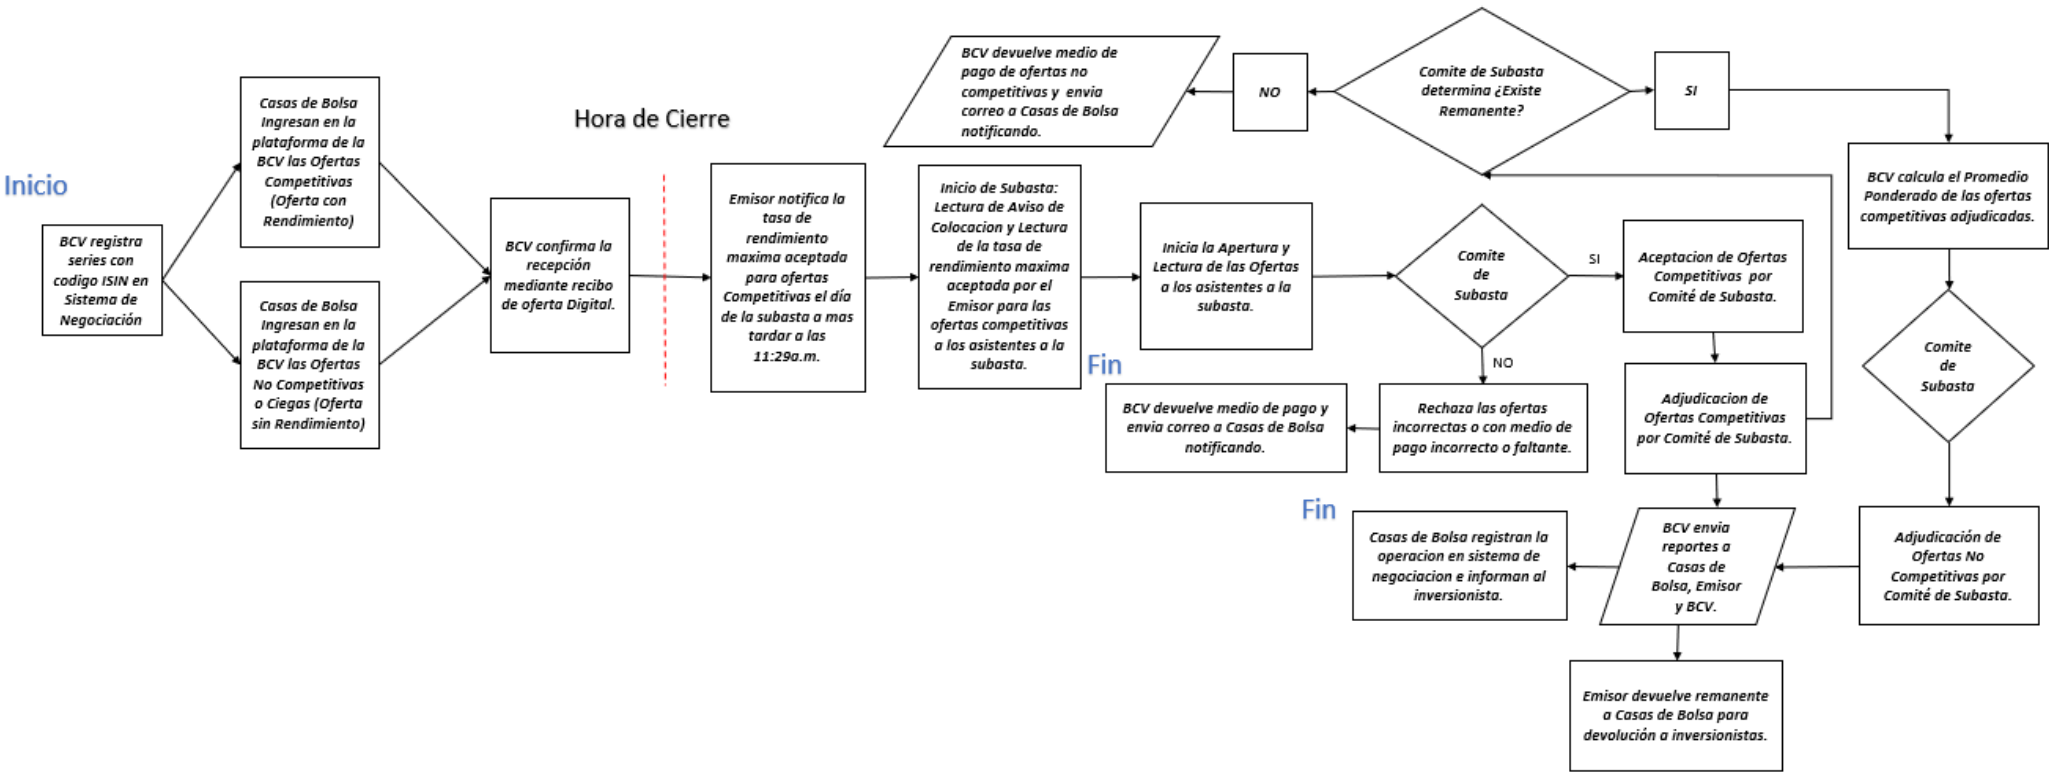 Inicio
BCV registra
series con
codigo ISIN en
Sistema de
Negociación
Casas de Bolsa
Ingresan en la
plataforma de la
BCV las Ofertas
Competitivas
(Oferta con
Rendimiento)
Casas de Bolsa
Ingresan en la
plataforma de la
BCV las Ofertas
No Competitivas
o Ciegas (Oferta
sin Rendimiento)
BCV confirma la
recepción
mediante recibo
de oferta Digital.
Hora de Cierre
Emisor notifica la
tasa de
rendimiento
maxima aceptada
para ofertas
Competitivas el día
de la subasta a mas
tardar a las
11:29a.m.
Inicio de Subasta:
Lectura de Aviso de
Colocacion y Lectura
de la tasa de
rendimiento maxima
aceptada por el
Emisor para las
ofertas competitivas
a los asistentes a la
subasta.
Inicia la Apertura y
Lectura de las Ofertas
a los asistentes a la
subasta.
Comite
de
Subasta
SI
NO
Rechaza las ofertas
incorrectas o con medio de
pago incorrecto o faltante.
Fin
BCV devuelve medio de pago y
envia correo a Casas de Bolsa
notificando.
Aceptacion de Ofertas
Competitivas por
Comité de Subasta.
Adjudicacion de
Ofertas Competitivas
por Comité de Subasta.
Comite de Subasta
determina ¿Existe
Remanente?
NO
BCV devuelve medio de
pago de ofertas no
competitivas y envia
correo a Casas de Bolsa
notificando.
SI
BCV calcula el Promedio
Ponderado de las ofertas
competitivas adjudicadas.
Comite
de
Subasta
Adjudicación de
Ofertas No
Competitivas por
Comité de Subasta.
BCV envia
reportes a
Casas de
Bolsa, Emisor
y BCV.
Fin
Casas de Bolsa registran la
operacion en sistema de
negociacion e informan al
inversionista.
Emisor devuelve remanente
a Casas de Bolsa para
devolución a inversionistas.